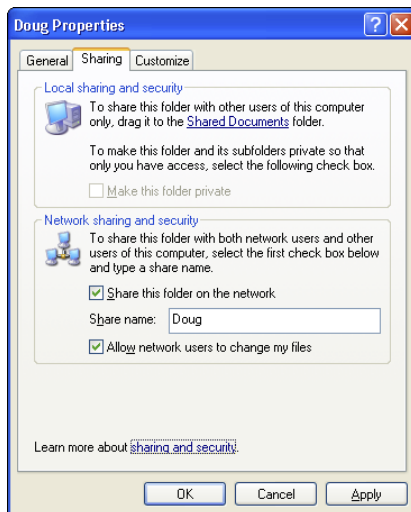 Doug Properties
General Sharing Customize
Local sharing and security
To share this folder with other users of this computer
only, drag it to the Shared Documents folder.
To make this folder and its subfolders private so that
only you have access, select the following check box.
Make this folder private
Network sharing and security
To share this folder with both network users and other
users of this computer, select the first check box below
and type a share name.
Share this folder on the network
Share name: Doug
Allow network users to change my files
Learn more about sharing and security.
OK Cancel Apply